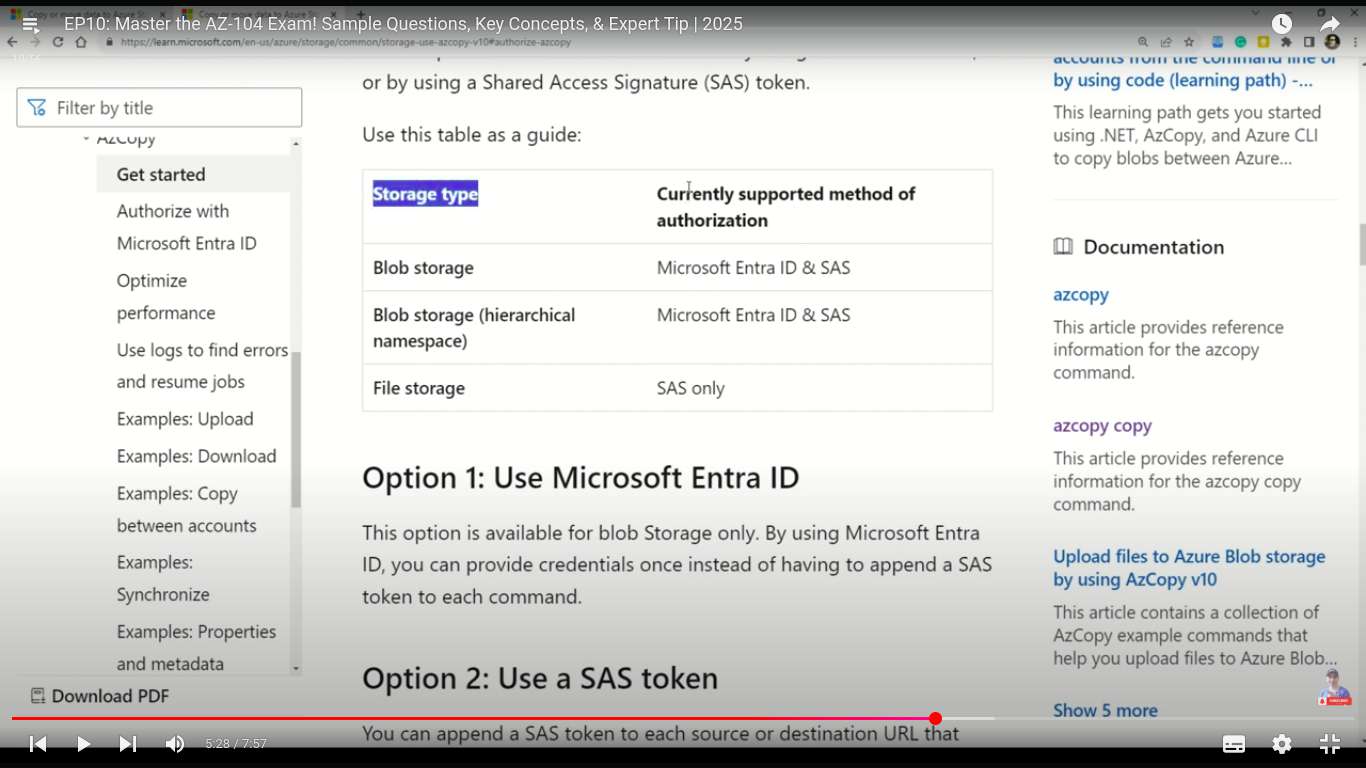 EP10: Master the AZ-104 Exam! Sample Questions, Key Concepts, & Expert Tip | 2025
https://learn.microsoft.com/en-us/azure/storage/common/storage-use-azcopy-v10#authorize-azcopy
Filter by title
AzCopy
Get started
Authorize with
Microsoft Entra ID
Optimize
performance
Use logs to find errors
and resume jobs
Examples: Upload
Examples: Download
Examples: Copy
between accounts
Examples:
Synchronize
Examples: Properties
and metadata
Download PDF
or by using a Shared Access Signature (SAS) token.
Use this table as a guide:
Storage type
Currently supported method of
authorization
Blob storage
Microsoft Entra ID & SAS
Blob storage (hierarchical
namespace)
Microsoft Entra ID & SAS
File storage
SAS only
Option 1: Use Microsoft Entra ID
This option is available for blob Storage only. By using Microsoft Entra
ID, you can provide credentials once instead of having to append a SAS
token to each command.
Option 2: Use a SAS token
You can append a SAS token to each source or destination URL that
accounts from the command line or
by using code (learning path) -...
This learning path gets you started
using .NET, AzCopy, and Azure CLI
to copy blobs between Azure...
Documentation
azcopy
This article provides reference
information for the azcopy
command.
azcopy copy
This article provides reference
information for the azcopy copy
command.
Upload files to Azure Blob storage
by using AzCopy v10
This article contains a collection of
AzCopy example commands that
help you upload files to Azure Blob...
Show 5 more
5:28 / 7:57